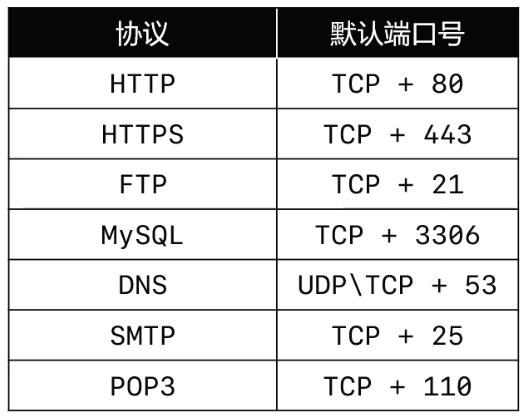 协议 默认端口号
HTTP TCP + 80
HTTPS TCP + 443
FTP TCP + 21
MySQL TCP + 3306
DNS UDP\TCP + 53
SMTP TCP + 25
POP3 TCP + 110